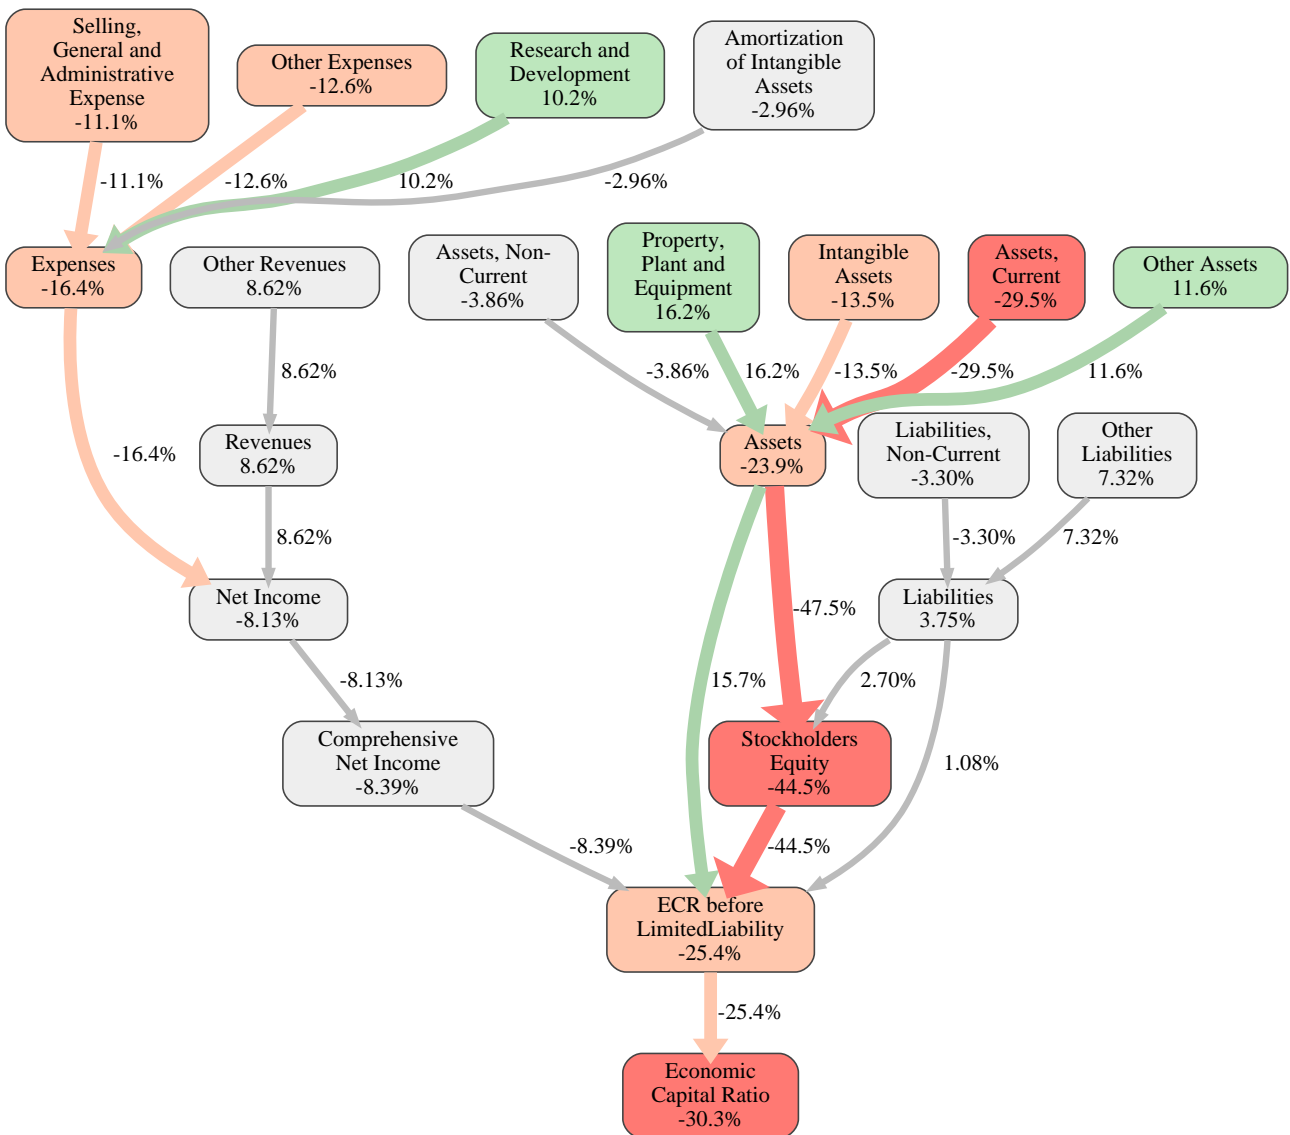 Selling,
General and
Administrative
Expense
-11.1%
Other Expenses
-12.6%
Research and
Development
10.2%
Amortization
of Intangible
Assets
-2.96%
-11.1%
-12.6%
10.2%
-2.96%
Expenses
-16.4%
Other Revenues
8.62%
Assets, Non-
Current
-3.86%
Property,
Plant and
Equipment
16.2%
Intangible
Assets
-13.5%
Assets,
Current
-29.5%
Other Assets
11.6%
8.62%
-3.86%
16.2%
-13.5%
-29.5%
11.6%
-16.4%
Revenues
8.62%
Assets
-23.9%
Liabilities,
Non-Current
-3.30%
Other
Liabilities
7.32%
8.62%
-3.30%
7.32%
Net Income
-8.13%
-47.5%
Liabilities
3.75%
-8.13%
15.7%
2.70%
Comprehensive
Net Income
-8.39%
Stockholders
Equity
-44.5%
1.08%
-8.39%
-44.5%
ECR before
LimitedLiability
-25.4%
-25.4%
Economic
Capital Ratio
-30.3%